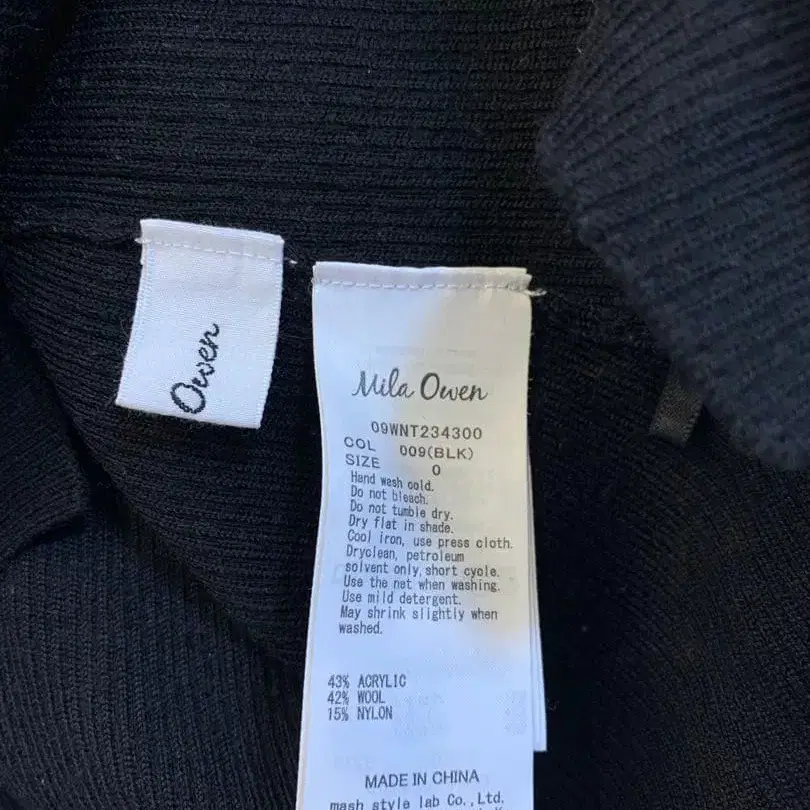 Owen
Mila Owen
09WNT234300
COL 009(BLK)
SIZE 0
Hand wash cold.
Do not bleach.
Do not tumble dry.
Dry flat in shade.
Cool iron, use press cloth.
Dryclean, petroleum
solvent only, short cycle.
Use the net when washing.
Use mild detergent.
May shrink slightly when
washed.
43% ACRYLIC
42% WOOL
15% NYLON
MADE IN CHINA
mash style lab Co.,Ltd.